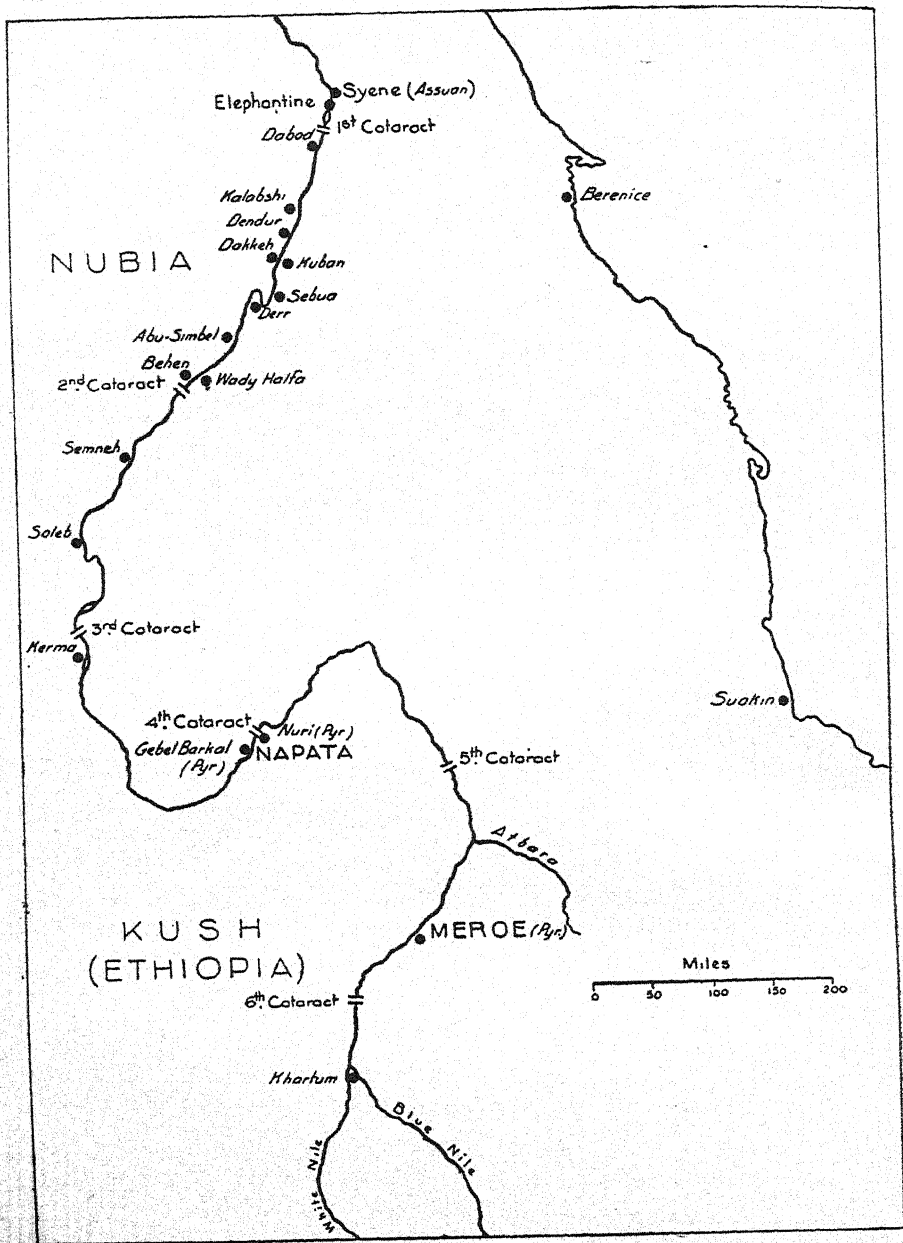 Syene (Assuan)
Elephantine
1st Cataract
Dabod
Kalabshi
Berenice
Dendur
Dakkeh
NUBIA
Kuban
Sebua
Derr
Abu-Simbel
Behen
2nd Cataract
Wady Halfa
Semneh
Soleb
3rd Cataract
Kerma
Suakin
4th Cataract
Nuri (Pyr)
Gebel Barkal
(Pyr)
NAPATA
5th Cataract
Atbara
KUSH
(ETHIOPIA)
MEROE (Pyr.)
Miles
0 50 100 150 200
6th Cataract
Khartum
Blue Nile
White Nile